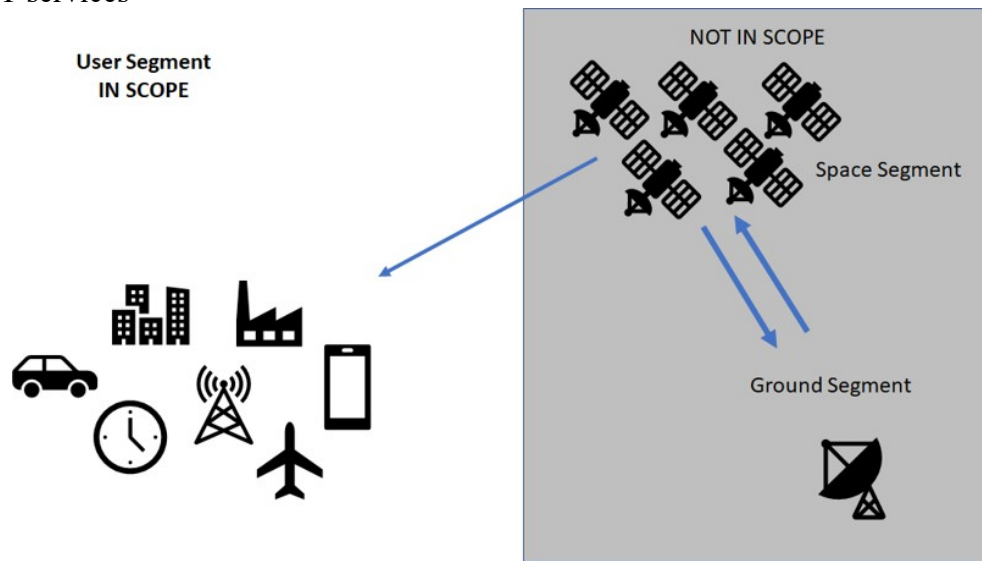 services
User Segment
IN SCOPE
NOT IN SCOPE
Space Segment
Ground Segment